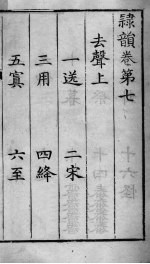 隸韻卷第七
去聲上
一送 二宋
三用 四絳
五寘 六至